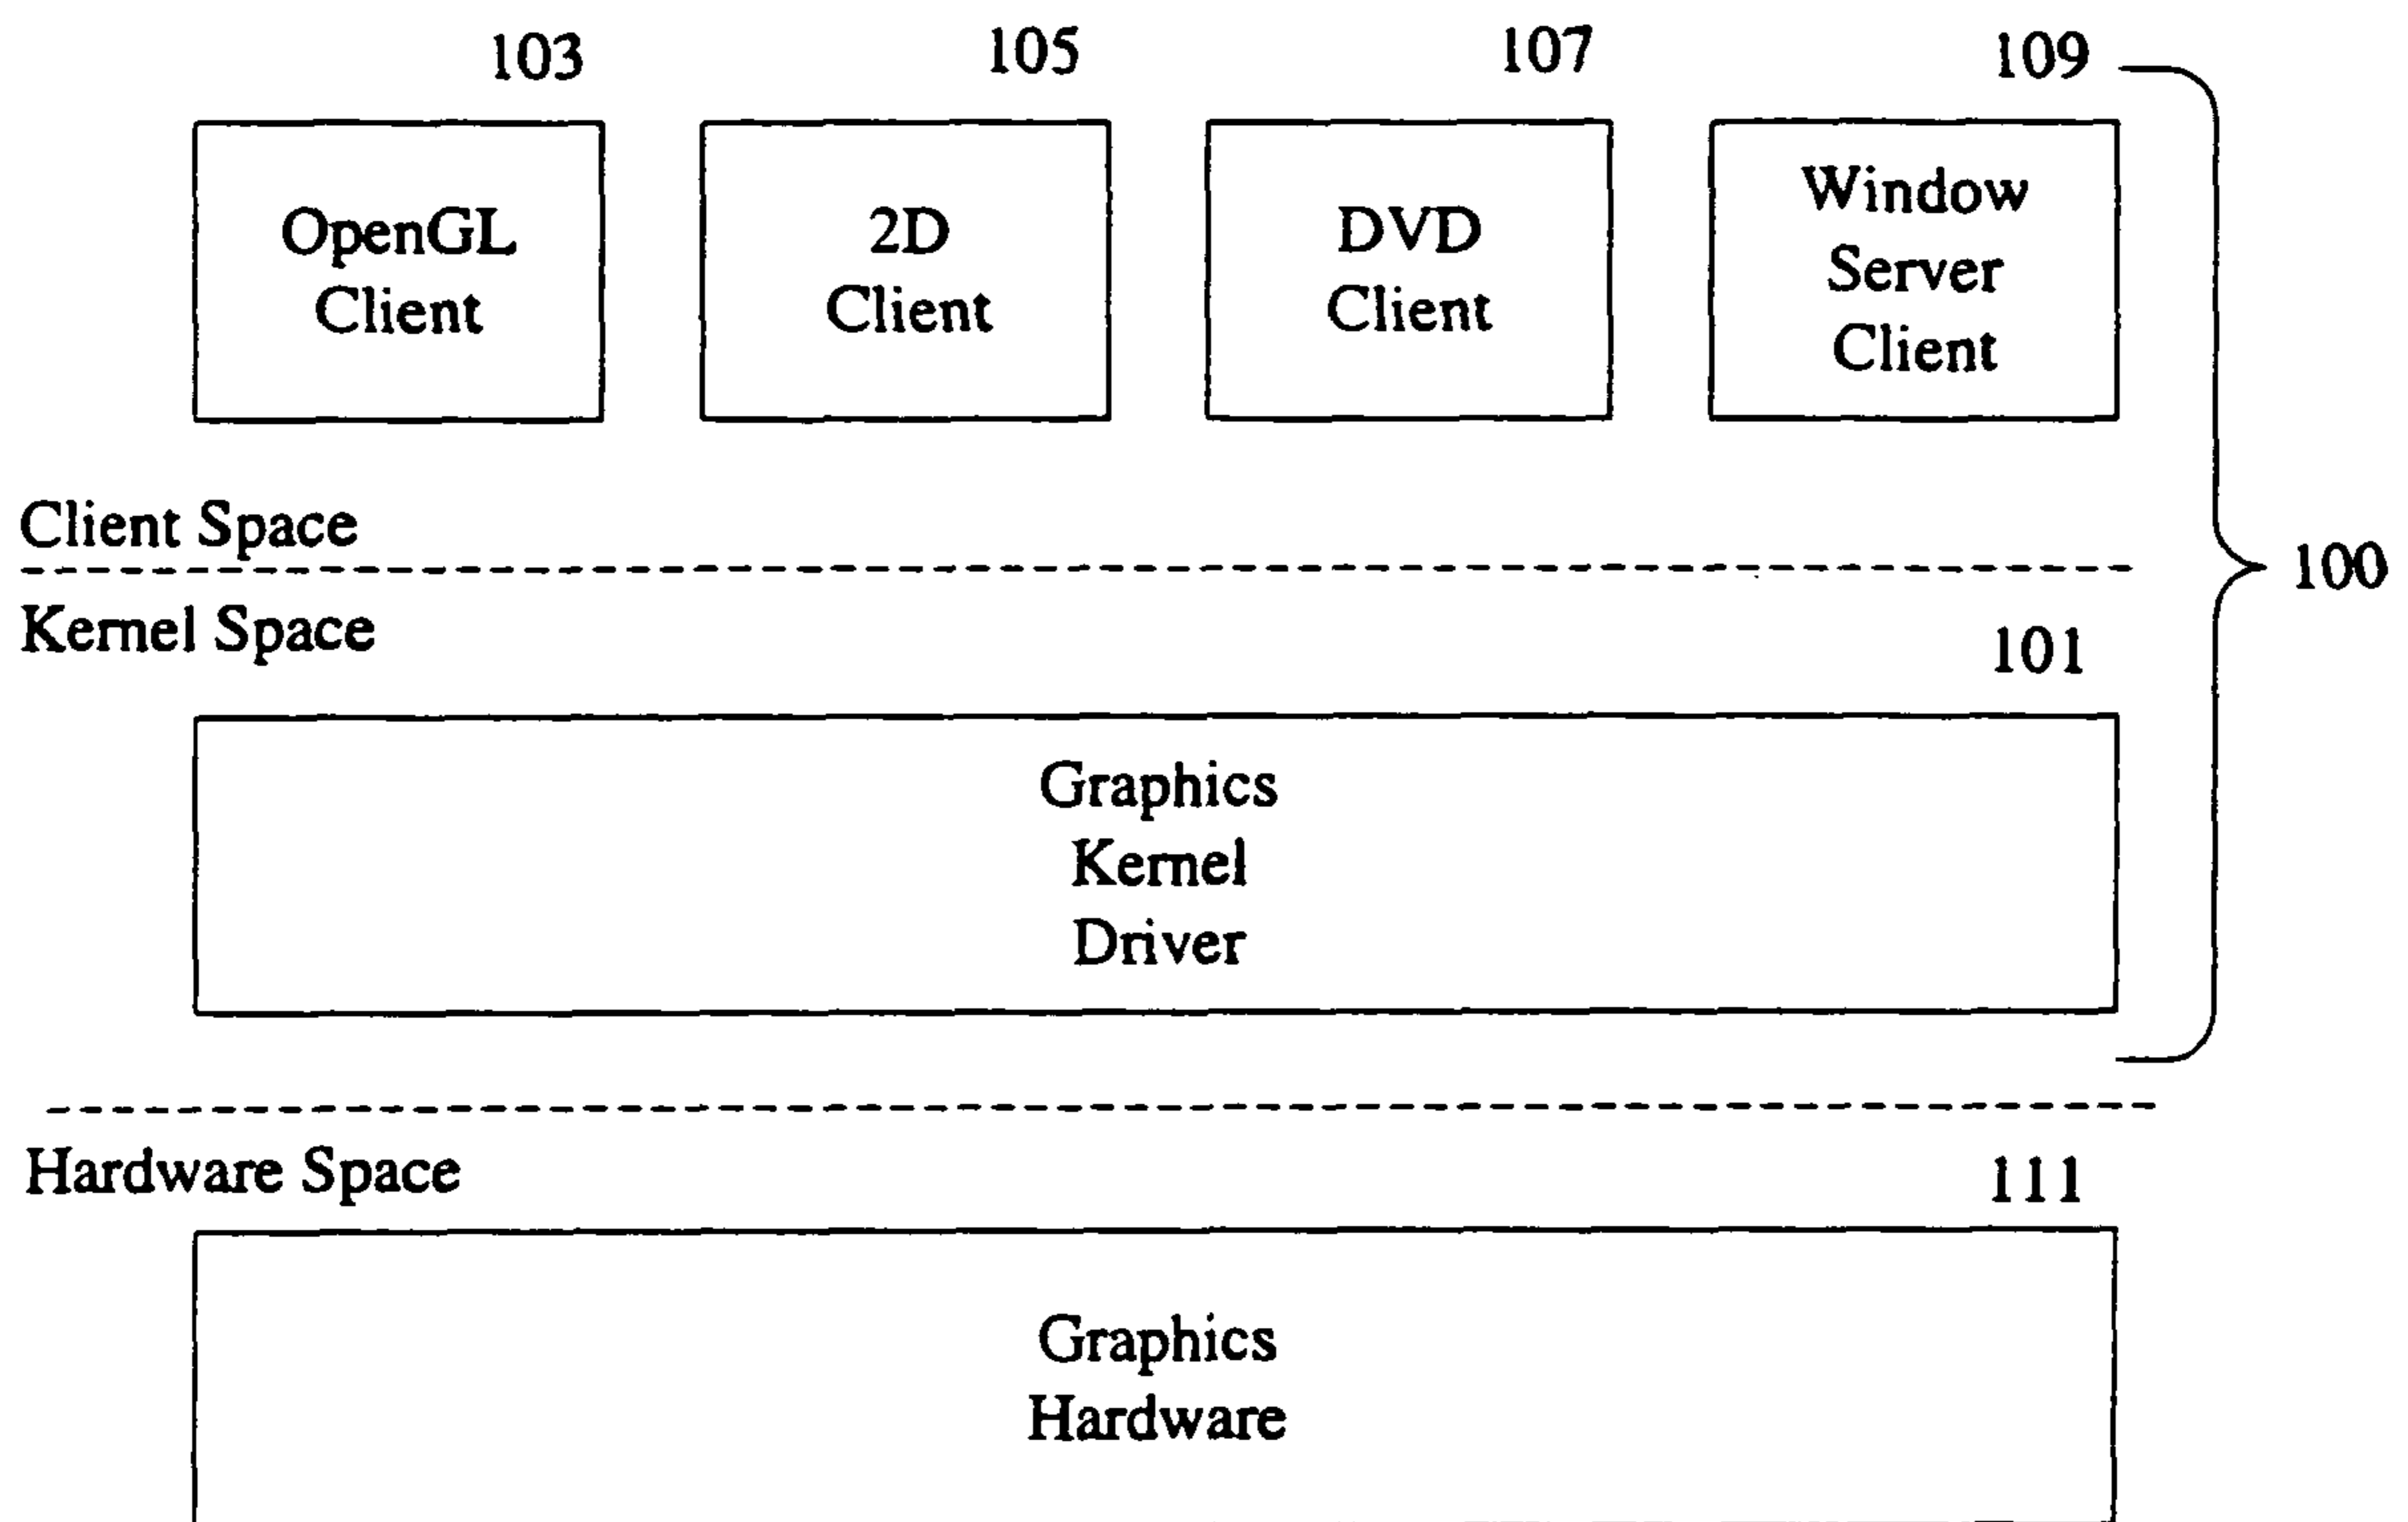 103 105 107 109
OpenGL
Client
2D
Client
DVD
Client
Window
Server
Client
Client Space
100
Kernel Space
101
Graphics
Kernel
Driver
Hardware Space
111
Graphics
Hardware